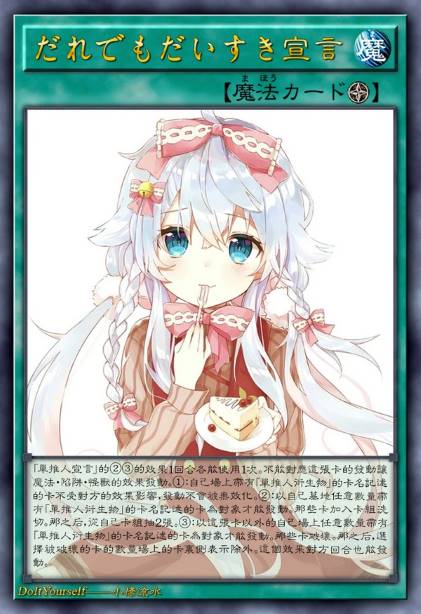 だれでもだいすき宣言
魔
ま ほう
【魔法カード】
「單推人宣言」的②③的效果1回合各能使用1次。不能對應這張卡的發動讓
魔法·陷阱·怪獸的效果發動。①:自己場上帶有「單推人衍生物」的卡名記述
的卡不受對方的效果影響,發動不會被無效化。②:以自己墓地任意數量帶
有「單推人衍生物」的卡名記述的卡為對象才能發動。那些卡加入卡組洗
切。那之后,從自己卡組抽2張。③:以這張卡以外的自己場上任意數量帶有
「單推人衍生物」的卡名記述的卡為對象才能發動。那些卡破壞。那之后,選
擇被破壞的卡的數量場上的卡裏側表示除外。這個效果對方回合也能發
動。
DoItYourself——小緣涼水